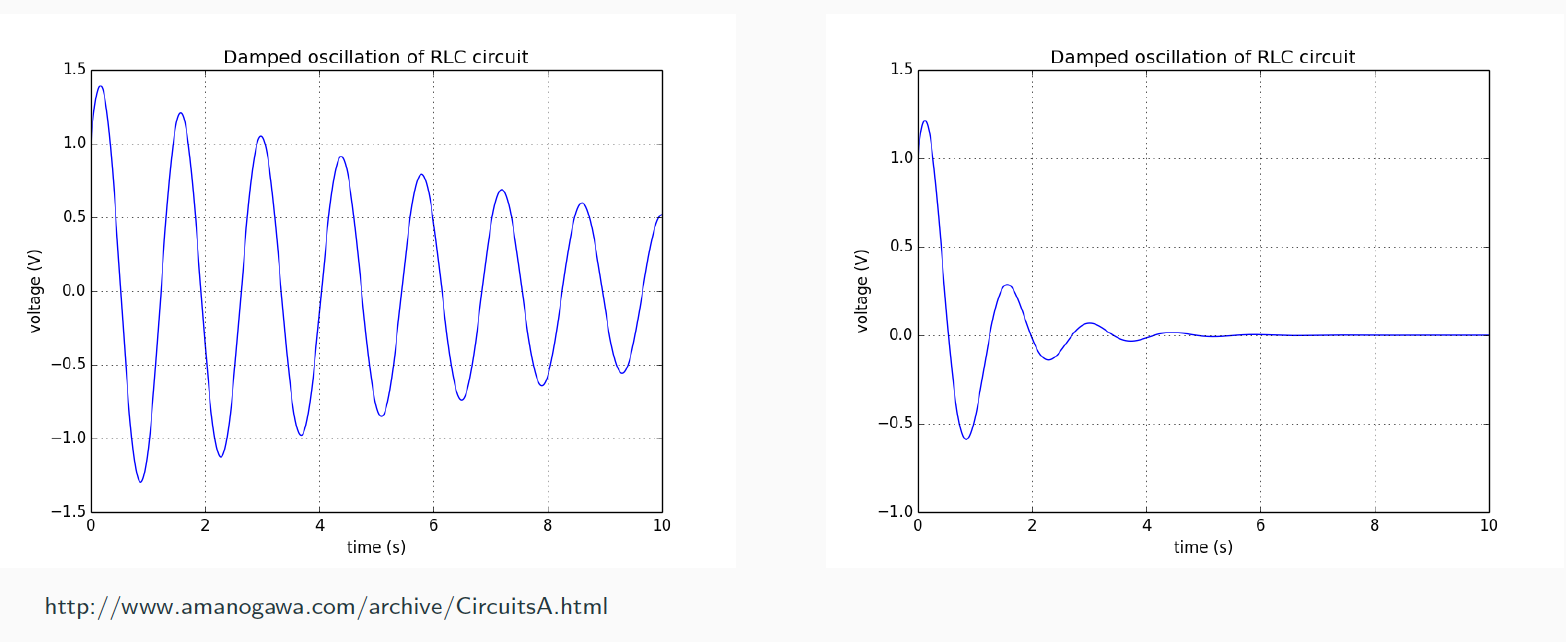 Damped oscillation of RLC circuit
1.5
1.0
0.5
0.0
−0.5
−1.0
−1.5
voltage (V)
0 2 4 6 8 10
time (s)
Damped oscillation of RLC circuit
1.5
1.0
0.5
0.0
−0.5
−1.0
voltage (V)
0 2 4 6 8 10
time (s)
http://www.amanogawa.com/archive/CircuitsA.html